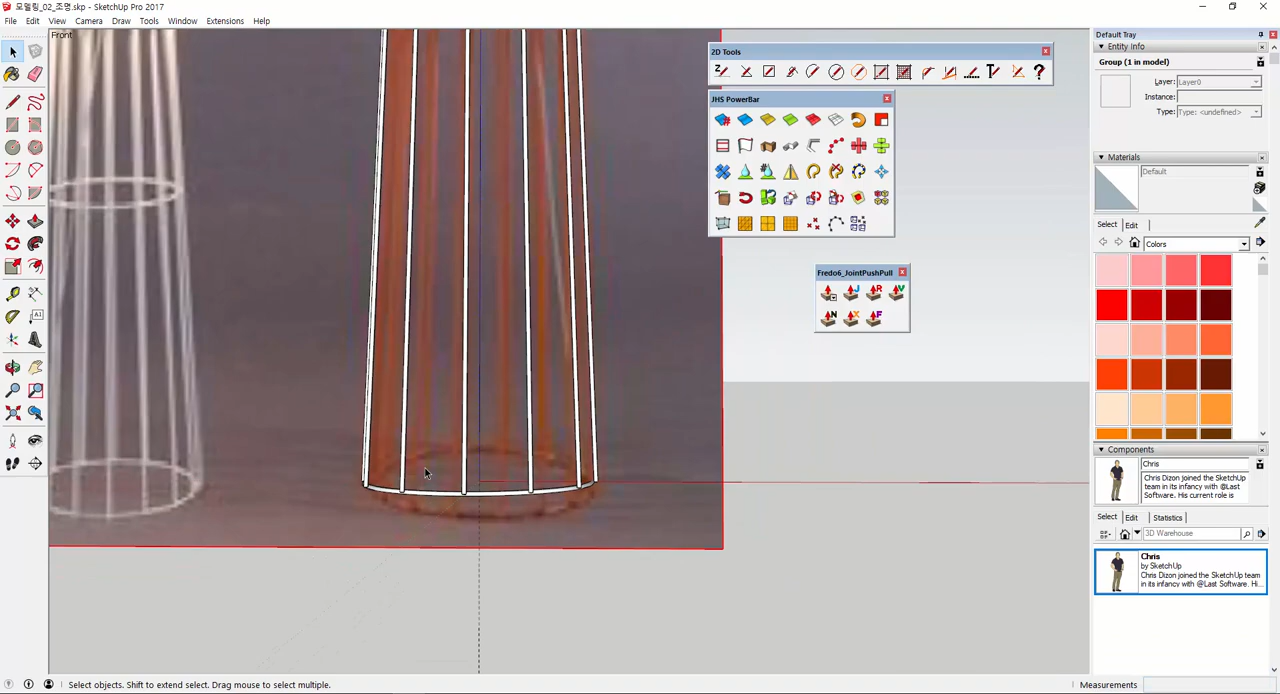 모델링_02_조명.skp - SketchUp Pro 2017
File Edit View Camera Draw Tools Window Extensions Help
Front
2D Tools
JHS PowerBar
Fredo6_JointPushPull
J R V
N X F
Default Tray
Entity Info
Group (1 in model)
Layer: Layer0
Instance:
Type: Type: <undefined>
Materials
Default
Select Edit
Colors
Components
Chris
Chris Dizon joined the SketchUp
team in its infancy with @Last
Software. His current role is
Select Edit Statistics
3D Warehouse
Chris
by SketchUp
Chris Dizon joined the SketchUp team
in its infancy with @Last Software. Hi...
Select objects. Shift to extend select. Drag mouse to select multiple.
Measurements